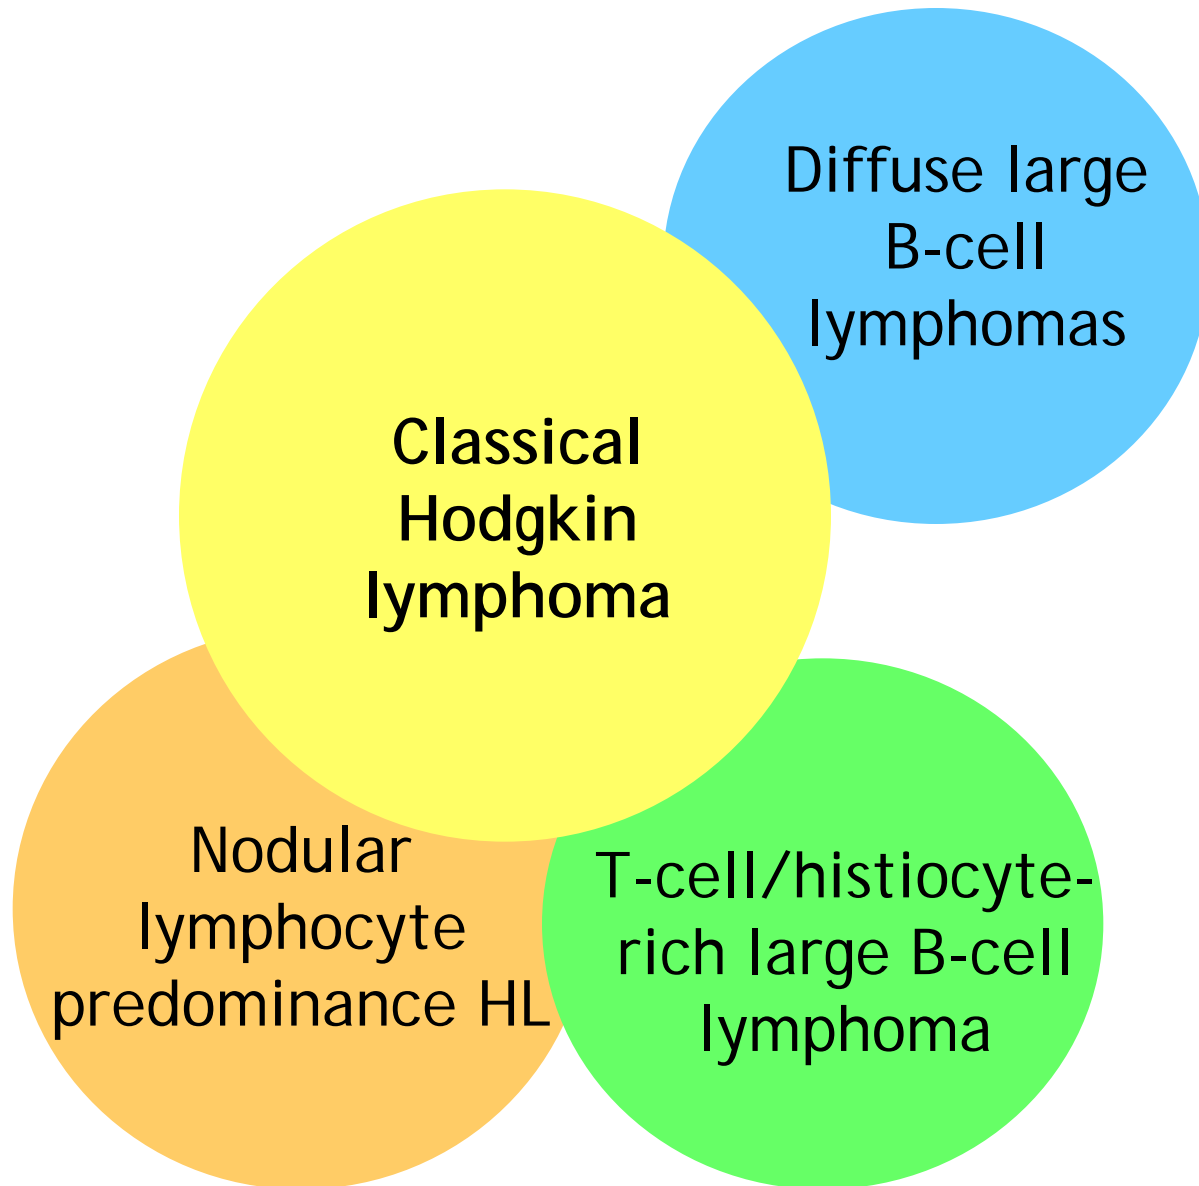 Diffuse large
B-cell
lymphomas
Classical
Hodgkin
lymphoma
Nodular
lymphocyte
predominance HL
T-cell/histiocyte-
rich large B-cell
lymphoma